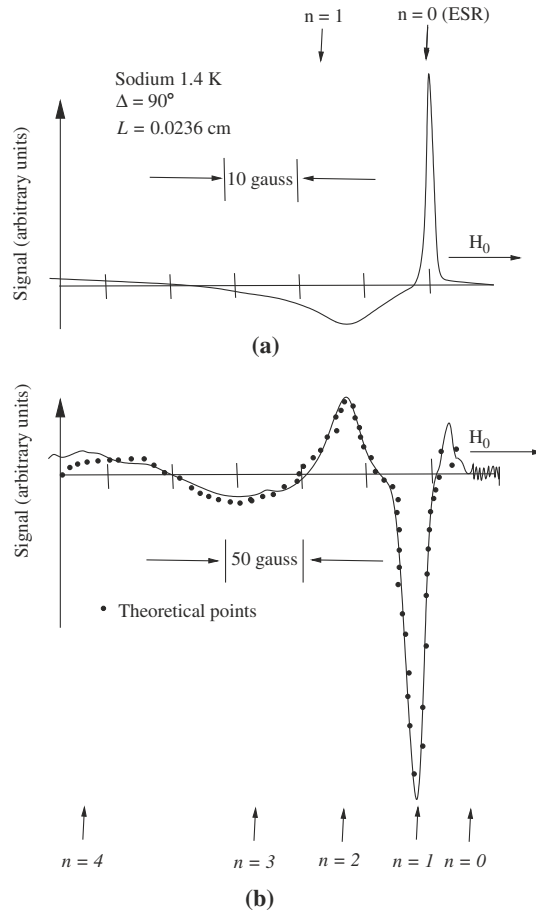 n = 1
n = 0 (ESR)
Sodium 1.4 K
Δ = 90°
L = 0.0236 cm
10 gauss
H0
Signal (arbitrary units)
(a)
H0
Signal (arbitrary units)
50 gauss
Theoretical points
n = 4
n = 3
n = 2
n = 1
n = 0
(b)